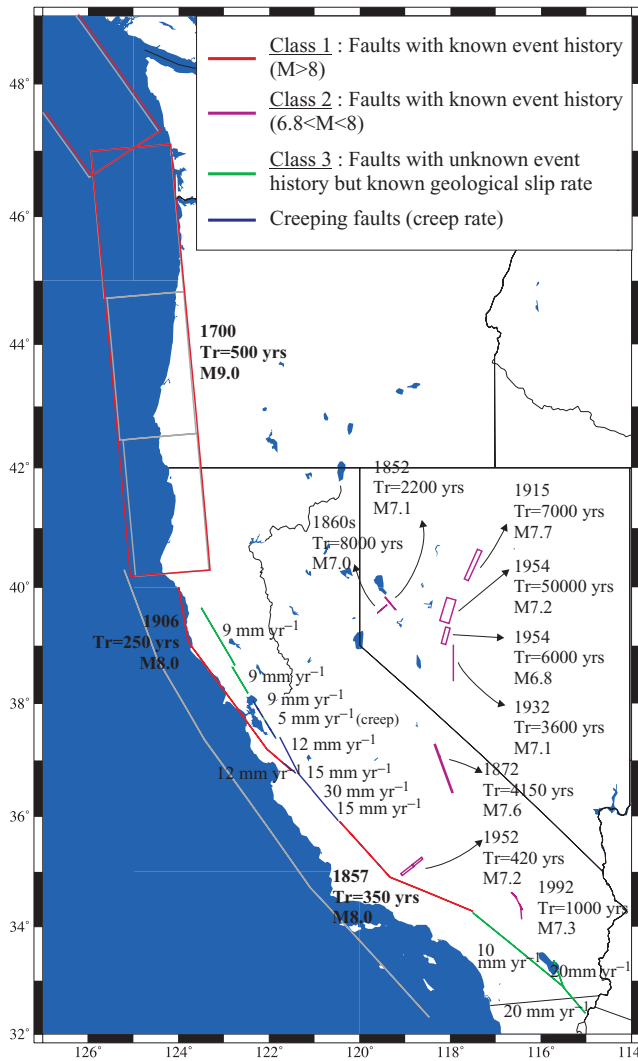 Class 1 : Faults with known event history
(M>8)
Class 2 : Faults with known event history
(6.8<M<8)
Class 3 : Faults with unknown event
history but known geological slip rate
Creeping faults (creep rate)
48°
46°
44°
42°
40°
38°
36°
34°
32°
1700
Tr=500 yrs
M9.0
1852
Tr=2200 yrs
M7.1
1860s
Tr=8000 yrs
M7.0
1915
Tr=7000 yrs
M7.7
1954
Tr=50000 yrs
M7.2
1954
Tr=6000 yrs
M6.8
1932
Tr=3600 yrs
M7.1
1906
Tr=250 yrs
M8.0
9 mm yr⁻¹
9 mm yr⁻¹
9 mm yr⁻¹
5 mm yr⁻¹(creep)
12 mm yr⁻¹
12 mm yr⁻¹
15 mm yr⁻¹
30 mm yr⁻¹
15 mm yr⁻¹
1872
Tr=4150 yrs
M7.6
1952
Tr=420 yrs
M7.2
1857
Tr=350 yrs
M8.0
1992
Tr=1000 yrs
M7.3
10
mm yr⁻¹
20mm yr⁻¹
20 mm yr⁻¹
126° 124° 122° 120° 118° 116° 114°